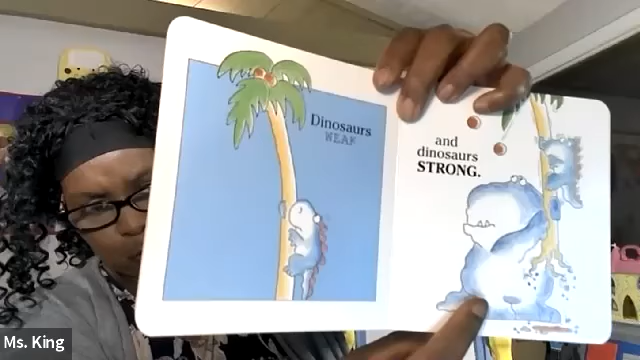 Dinosaurs
WEAK
and
dinosaurs
STRONG.
Ms. King